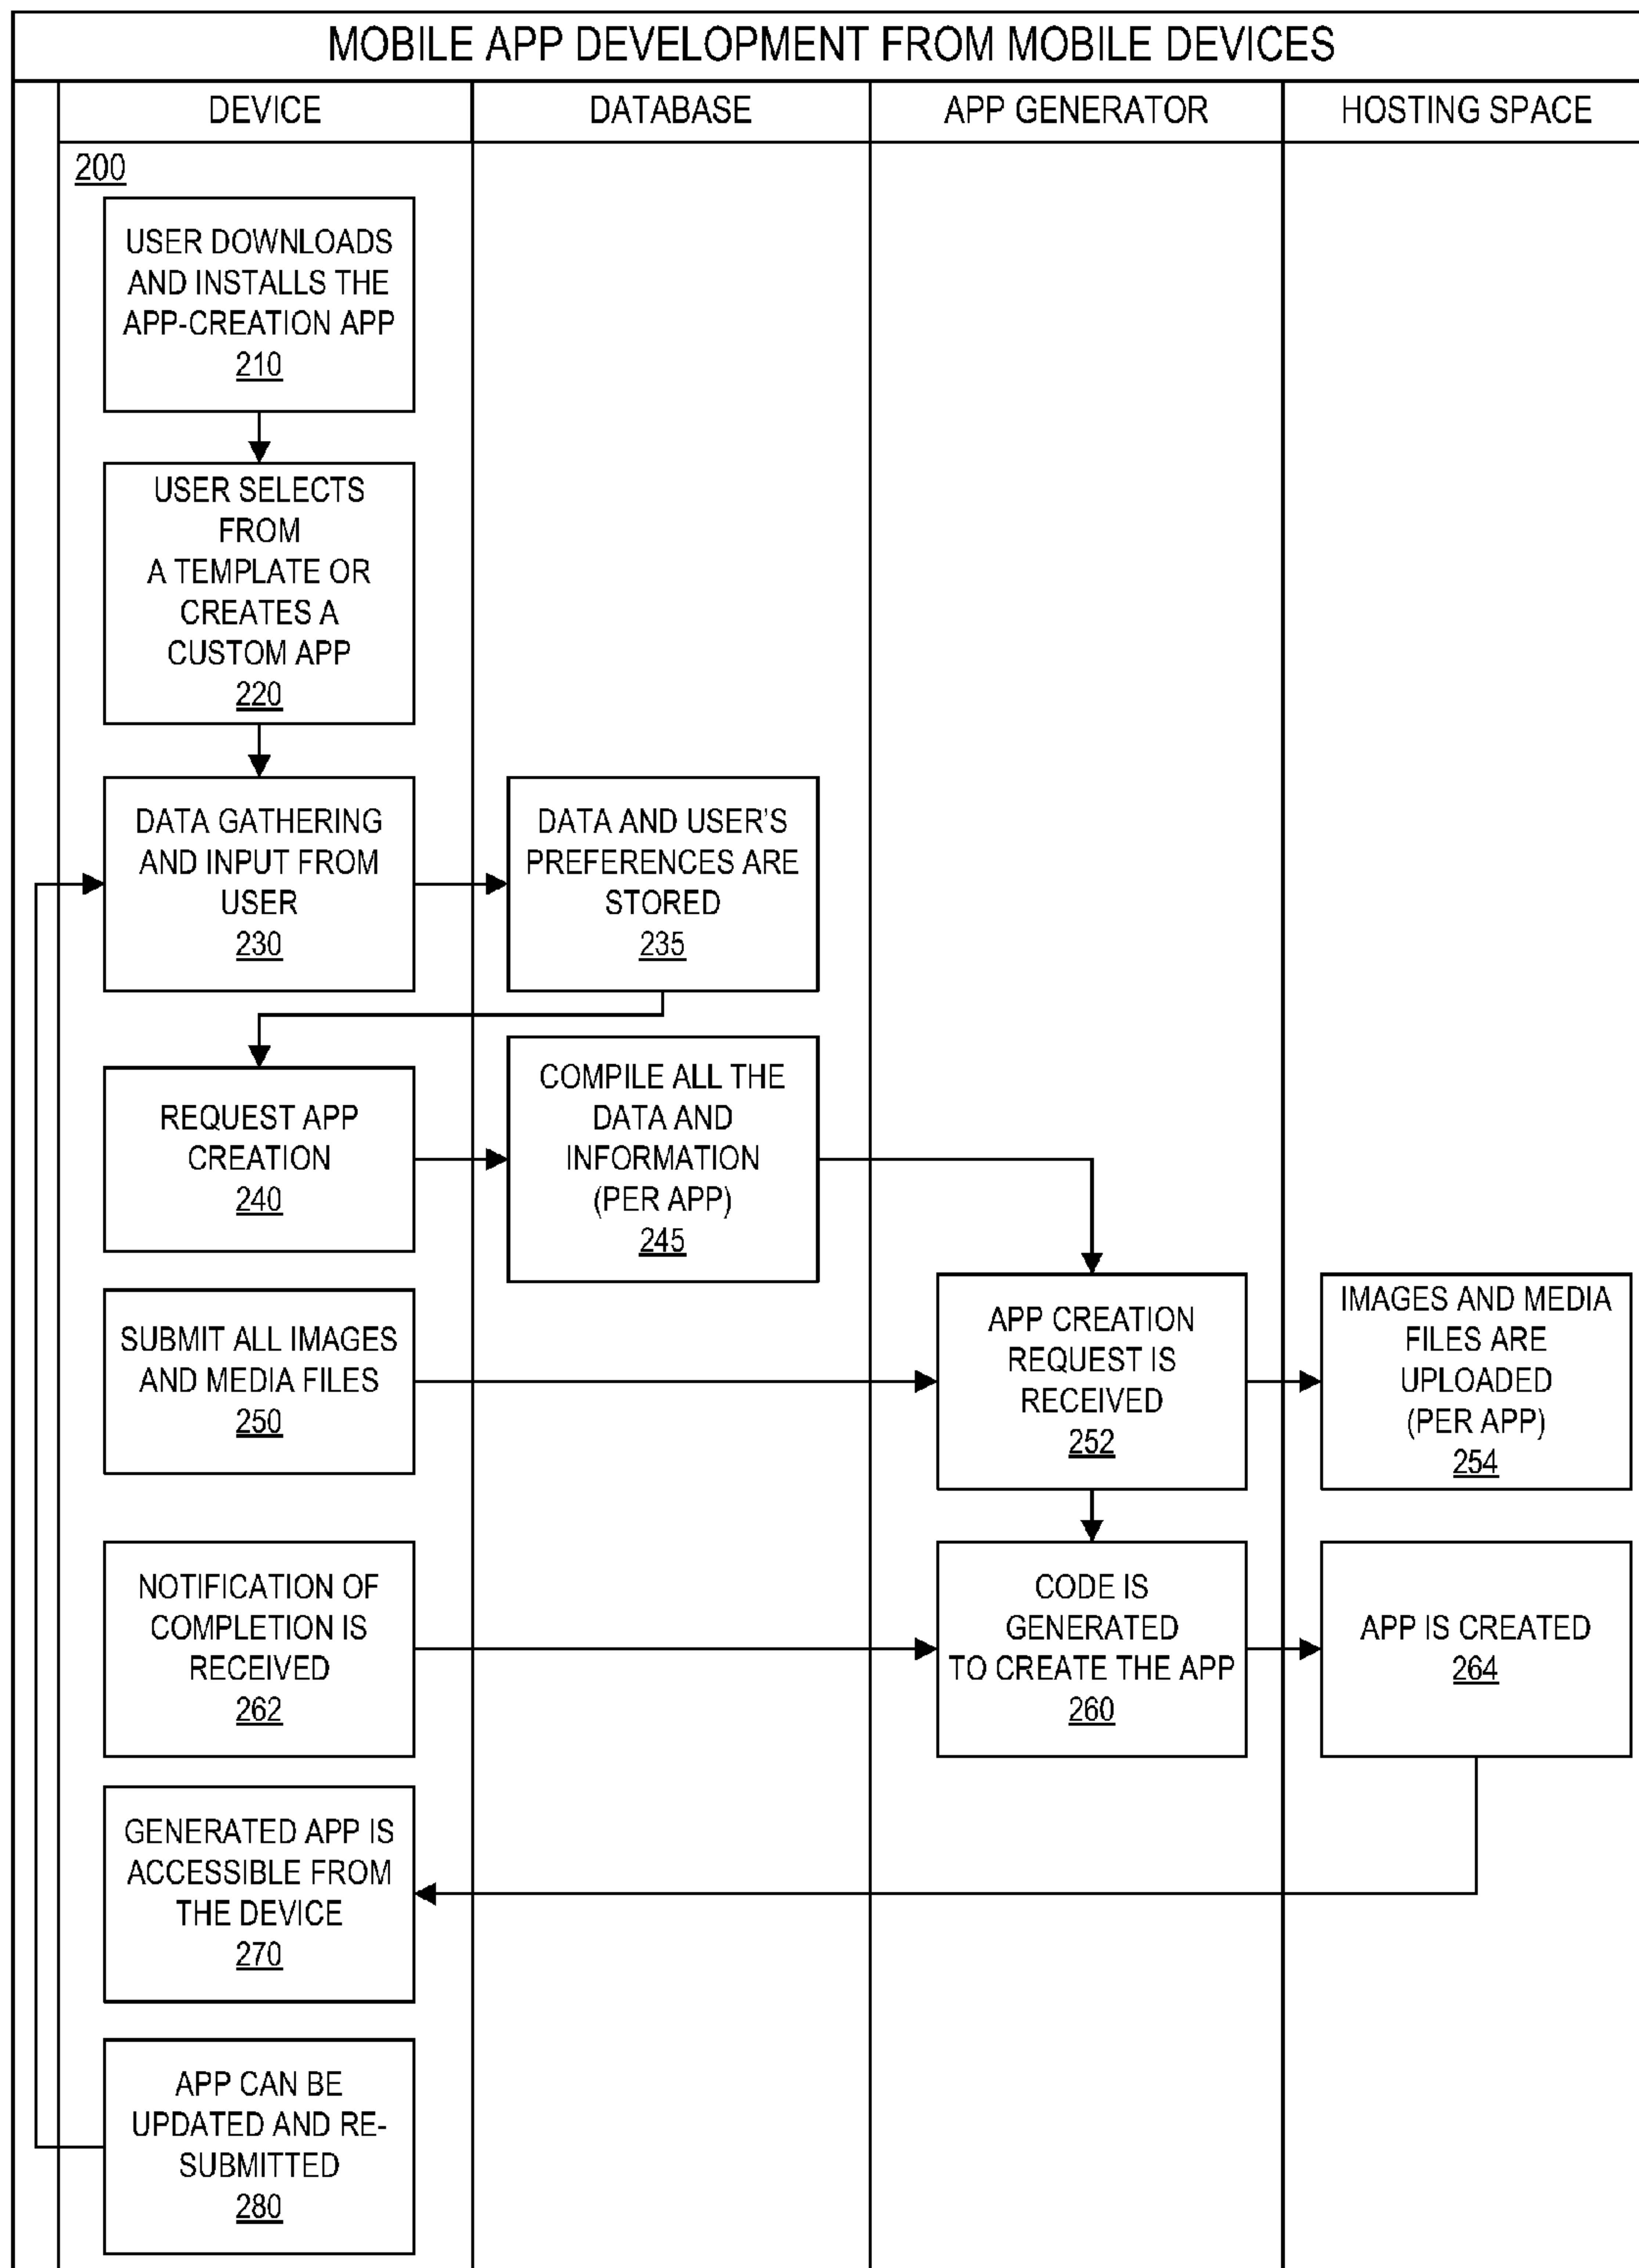 MOBILE APP DEVELOPMENT FROM MOBILE DEVICES
DEVICE
DATABASE
APP GENERATOR
HOSTING SPACE
200
USER DOWNLOADS
AND INSTALLS THE
APP-CREATION APP
210
USER SELECTS
FROM
A TEMPLATE OR
CREATES A
CUSTOM APP
220
DATA GATHERING
AND INPUT FROM
USER
230
DATA AND USER'S
PREFERENCES ARE
STORED
235
REQUEST APP
CREATION
240
COMPILE ALL THE
DATA AND
INFORMATION
(PER APP)
245
SUBMIT ALL IMAGES
AND MEDIA FILES
250
APP CREATION
REQUEST IS
RECEIVED
252
IMAGES AND MEDIA
FILES ARE
UPLOADED
(PER APP)
254
NOTIFICATION OF
COMPLETION IS
RECEIVED
262
CODE IS
GENERATED
TO CREATE THE APP
260
APP IS CREATED
264
GENERATED APP IS
ACCESSIBLE FROM
THE DEVICE
270
APP CAN BE
UPDATED AND RE-
SUBMITTED
280